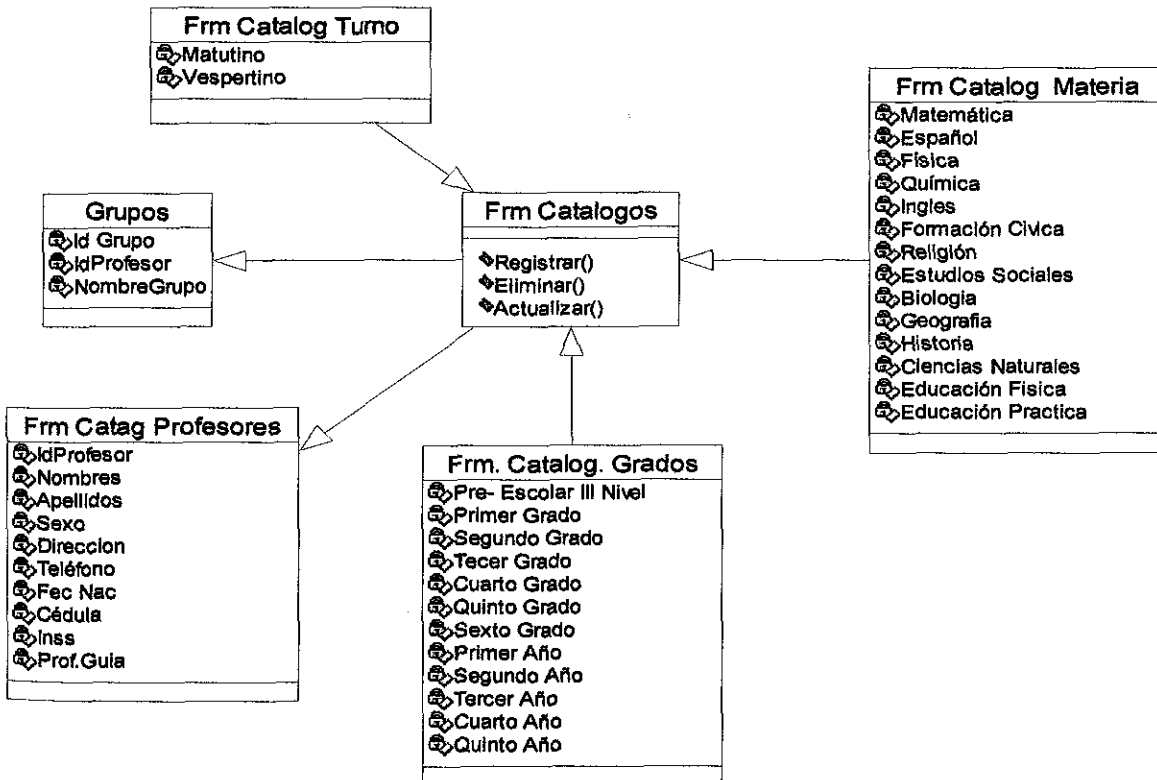 Frm Catalog Turno
Matutino
Vespertino
Frm Catalog Materia
Matemática
Español
Física
Química
Ingles
Formación Civica
Religión
Estudios Sociales
Biologia
Geografia
Historia
Ciencias Naturales
Educación Fisica
Educación Practica
Grupos
Id Grupo
IdProfesor
NombreGrupo
Frm Catalogos
Registrar()
Eliminar()
Actualizar()
Frm Catag Profesores
IdProfesor
Nombres
Apellidos
Sexo
Direccion
Teléfono
Fec Nac
Cédula
Inss
Prof.Guia
Frm. Catalog. Grados
Pre- Escolar III Nivel
Primer Grado
Segundo Grado
Tecer Grado
Cuarto Grado
Quinto Grado
Sexto Grado
Primer Año
Segundo Año
Tercer Año
Cuarto Año
Quinto Año